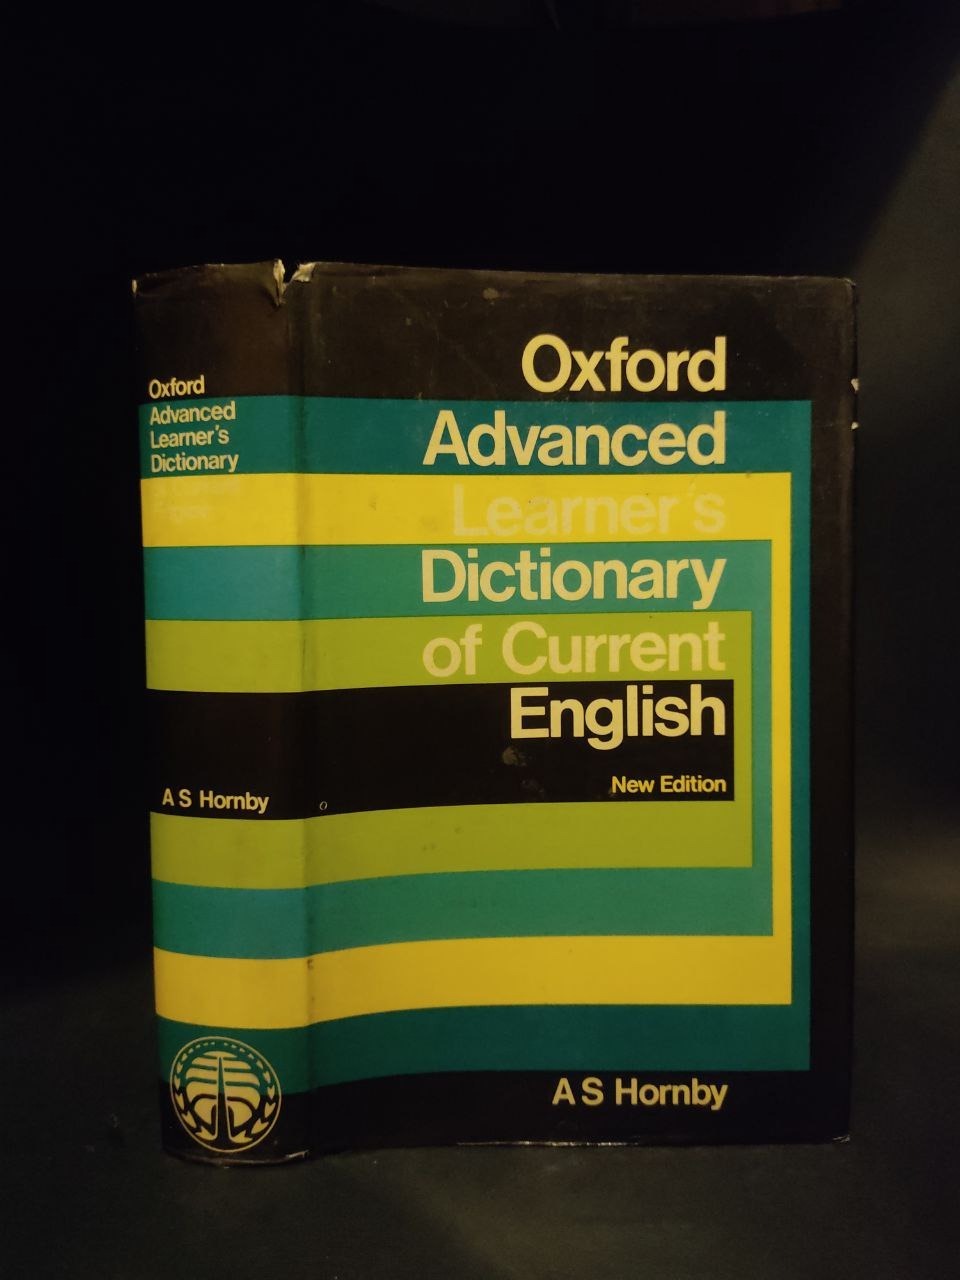 Oxford
Advanced
Learner's
Dictionary
A S Hornby
Oxford
Advanced
Learner's
Dictionary
of Current
English
New Edition
A S Hornby